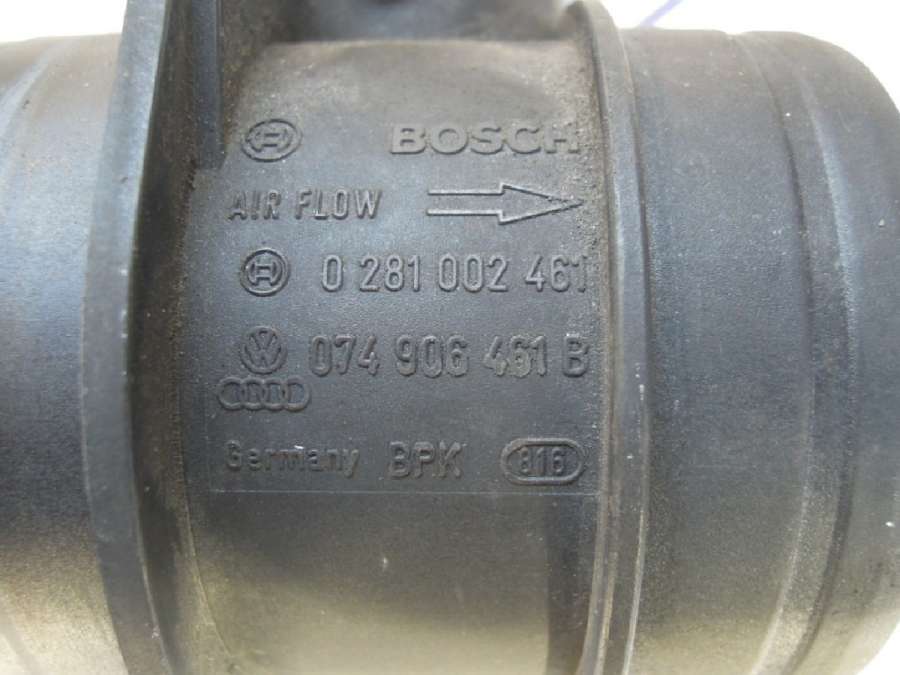 BOSCH
AIR FLOW
0 281 002 461
074 906 461 B
Germany BPK 816